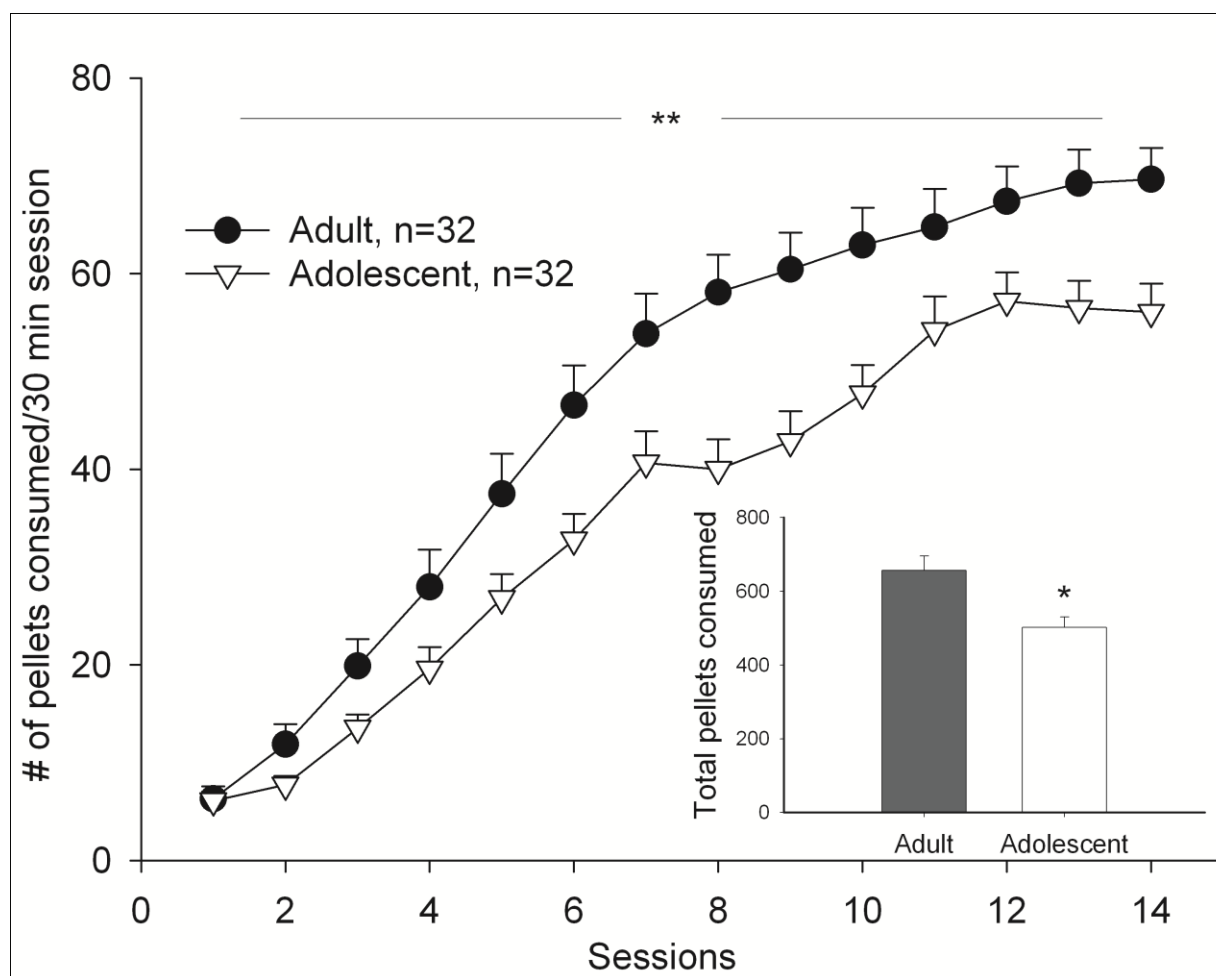 80
**
# of pellets consumed/30 min session
Adult, n=32
60
Adolescent, n=32
40
800
Total pellets consumed
600
*
400
20
200
0
Adult
Adolescent
0
0
2
4
6
8
10
12
14
Sessions